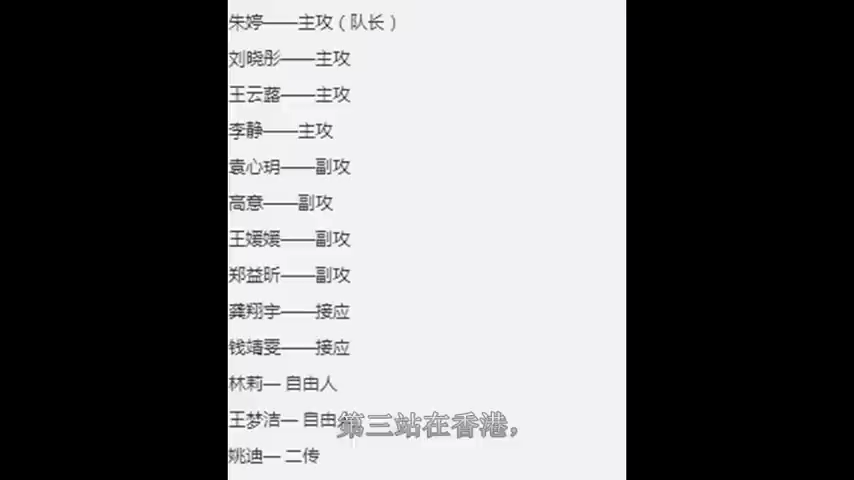 朱婷——主攻（队长）
刘晓彤——主攻
王云蕗——主攻
李静——主攻
袁心玥——副攻
高意——副攻
王媛媛——副攻
郑益昕——副攻
龚翔宇——接应
钱靖雯——接应
林莉— 自由人
王梦洁— 自由人
第三站在香港，
姚迪— 二传